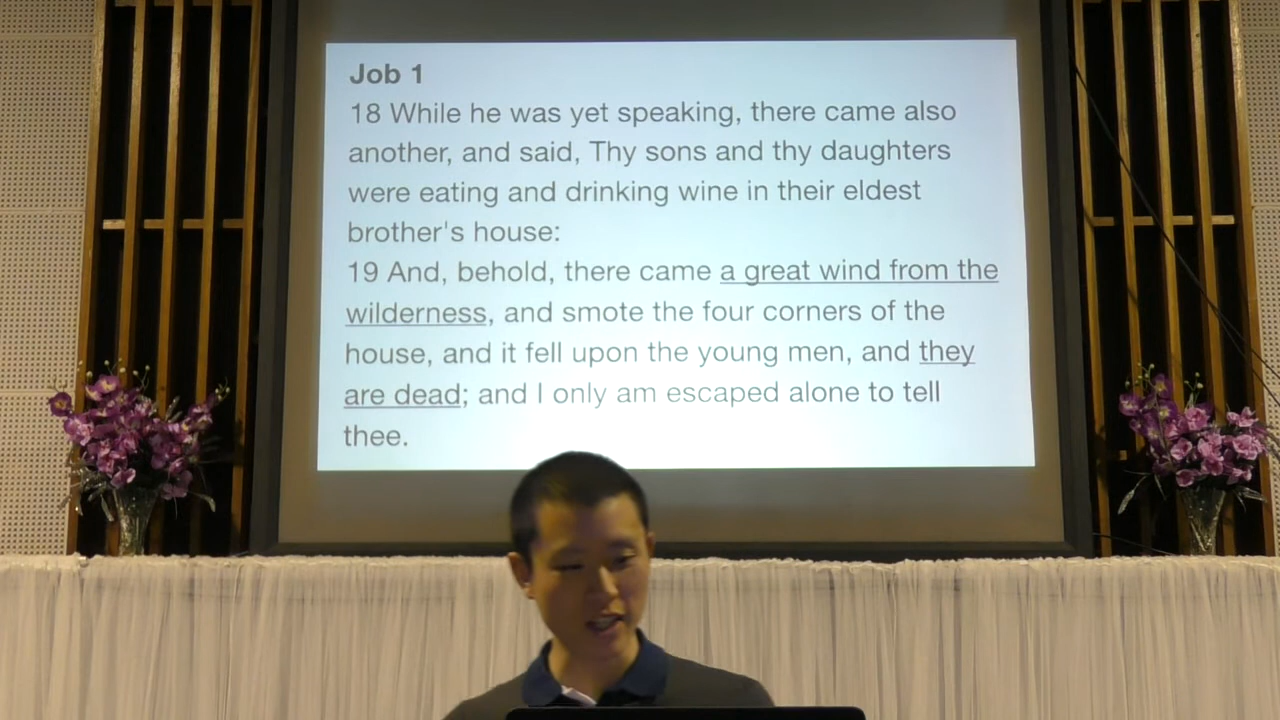 Job 1
18 While he was yet speaking, there came also
another, and said, Thy sons and thy daughters
were eating and drinking wine in their eldest
brother's house:
19 And, behold, there came a great wind from the
wilderness, and smote the four corners of the
house, and it fell upon the young men, and they
are dead; and I only am escaped alone to tell
thee.